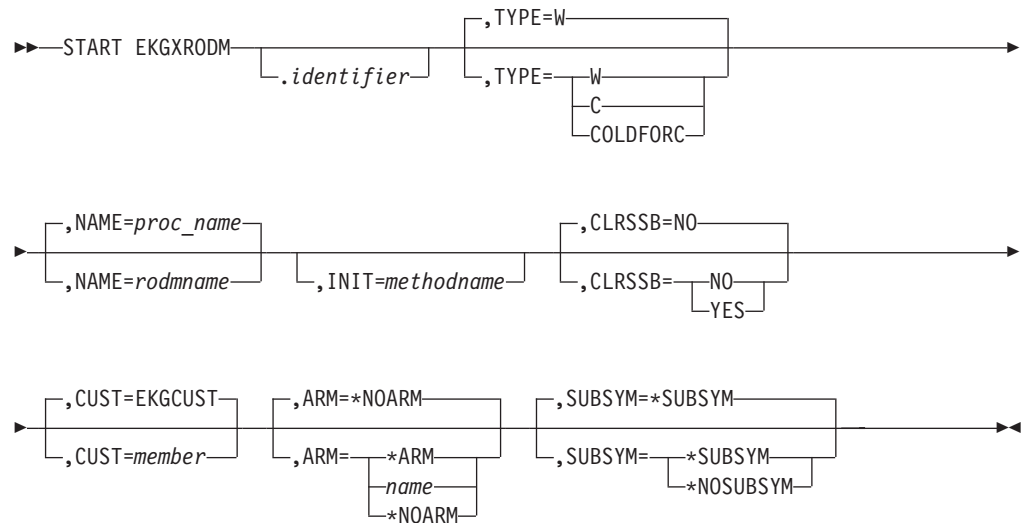 ,TYPE=W
START EKGXRODM
.identifier
,TYPE=
W
C
COLDFORC
,NAME=proc_name
,NAME=rodmname
,INIT=methodname
,CLRSSB=NO
,CLRSSB=
NO
YES
,CUST=EKGCUST
,CUST=member
,ARM=*NOARM
,ARM=
*ARM
name
*NOARM
,SUBSYM=*SUBSYM
,SUBSYM=
*SUBSYM
*NOSUBSYM